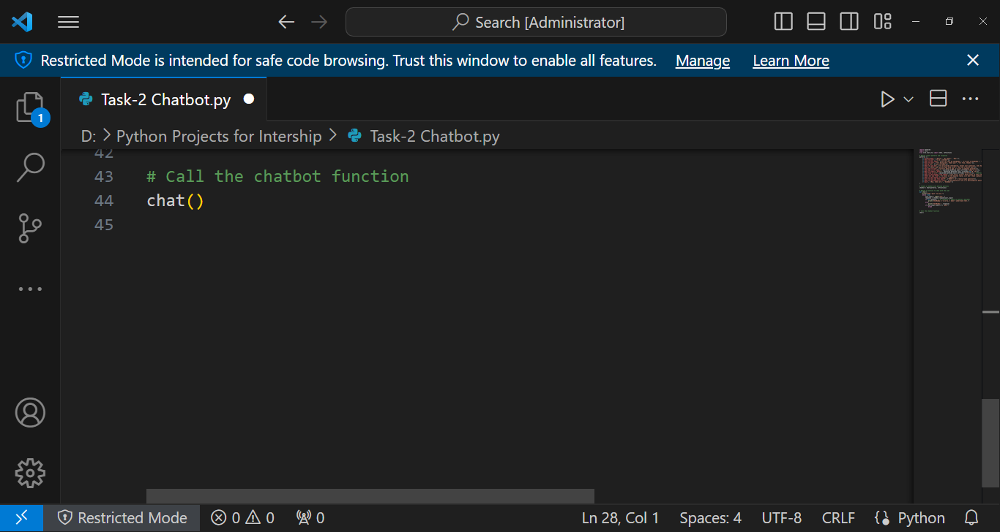 Search [Administrator]
Restricted Mode is intended for safe code browsing. Trust this window to enable all features. Manage Learn More
Task-2 Chatbot.py
1
D: > Python Projects for Intership > Task-2 Chatbot.py
42
43 # Call the chatbot function
44 chat()
45
Restricted Mode 0 0 0 Ln 28, Col 1 Spaces: 4 UTF-8 CRLF {} Python